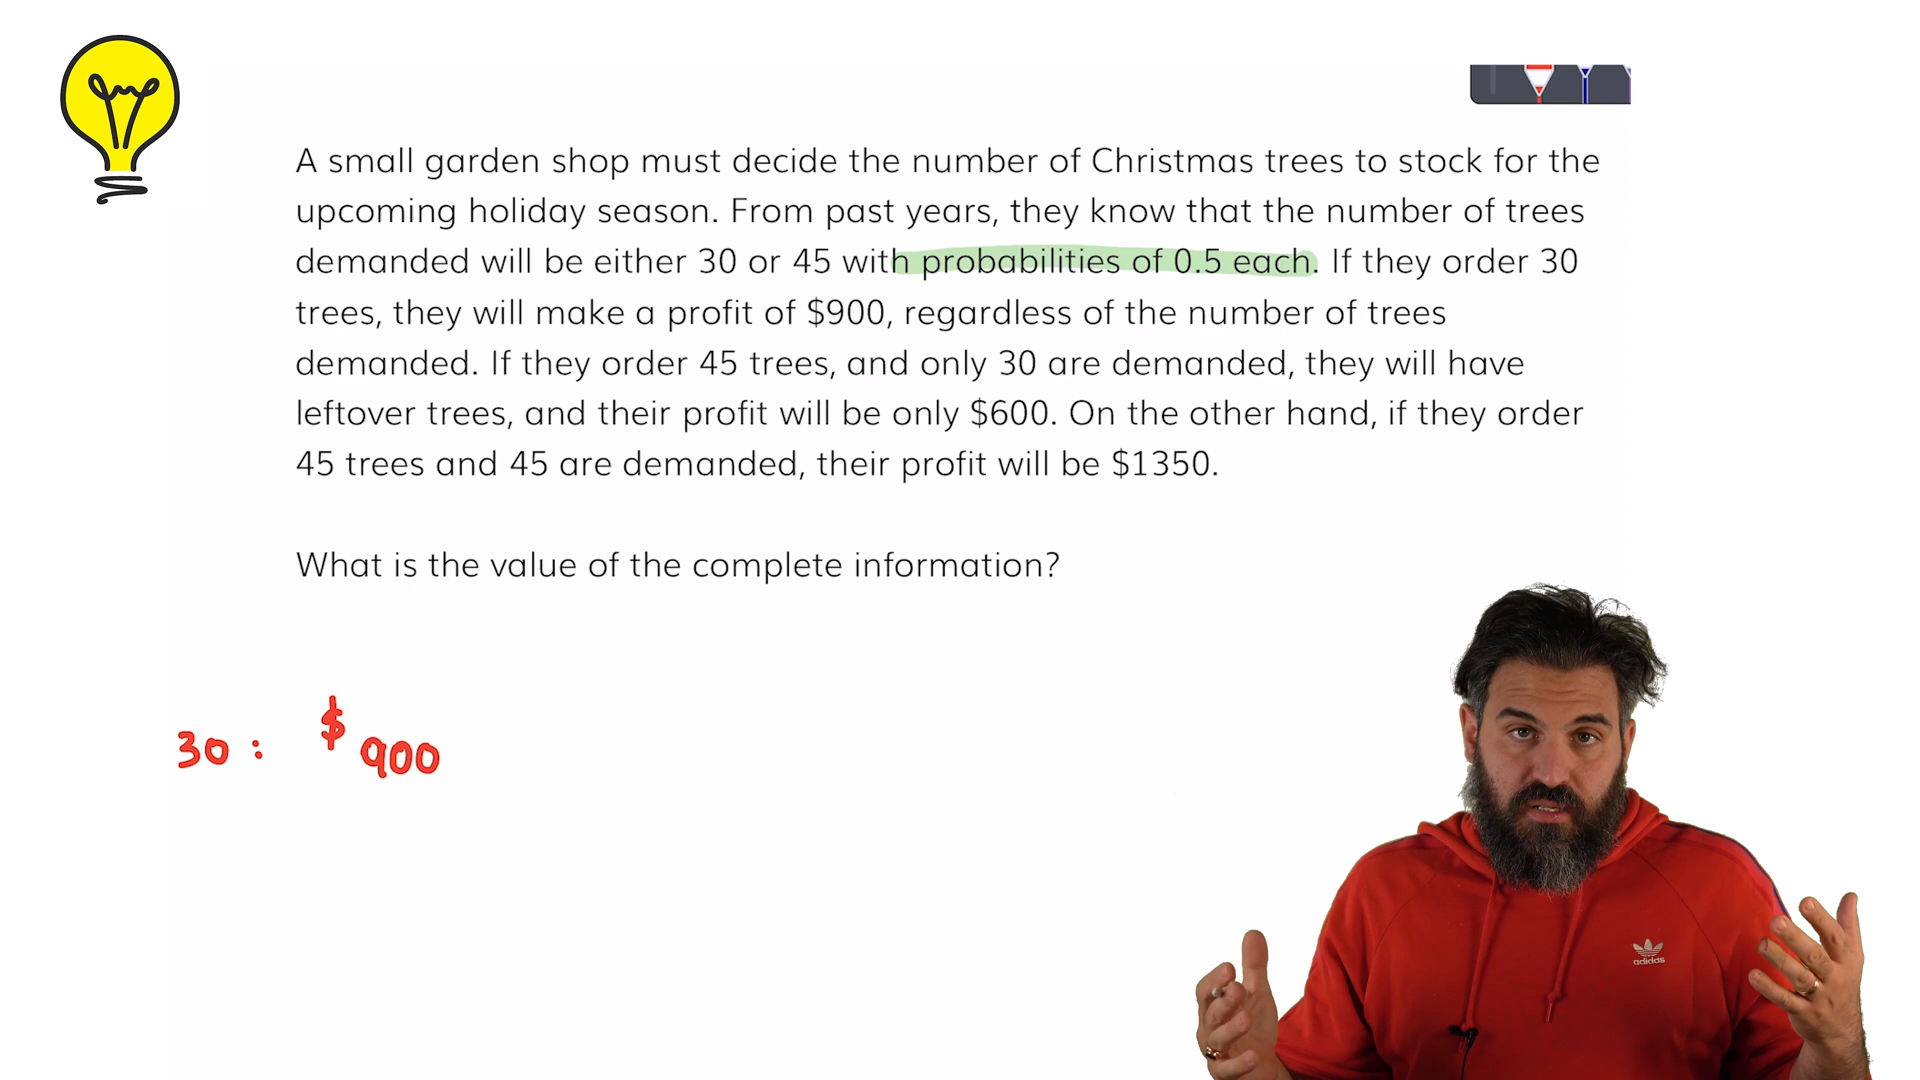 A small garden shop must decide the number of Christmas trees to stock for the
upcoming holiday season. From past years, they know that the number of trees
demanded will be either 30 or 45 with probabilities of 0.5 each. If they order 30
trees, they will make a profit of $900, regardless of the number of trees
demanded. If they order 45 trees, and only 30 are demanded, they will have
leftover trees, and their profit will be only $600. On the other hand, if they order
45 trees and 45 are demanded, their profit will be $1350.
What is the value of the complete information?
30 : $ 900
adidas